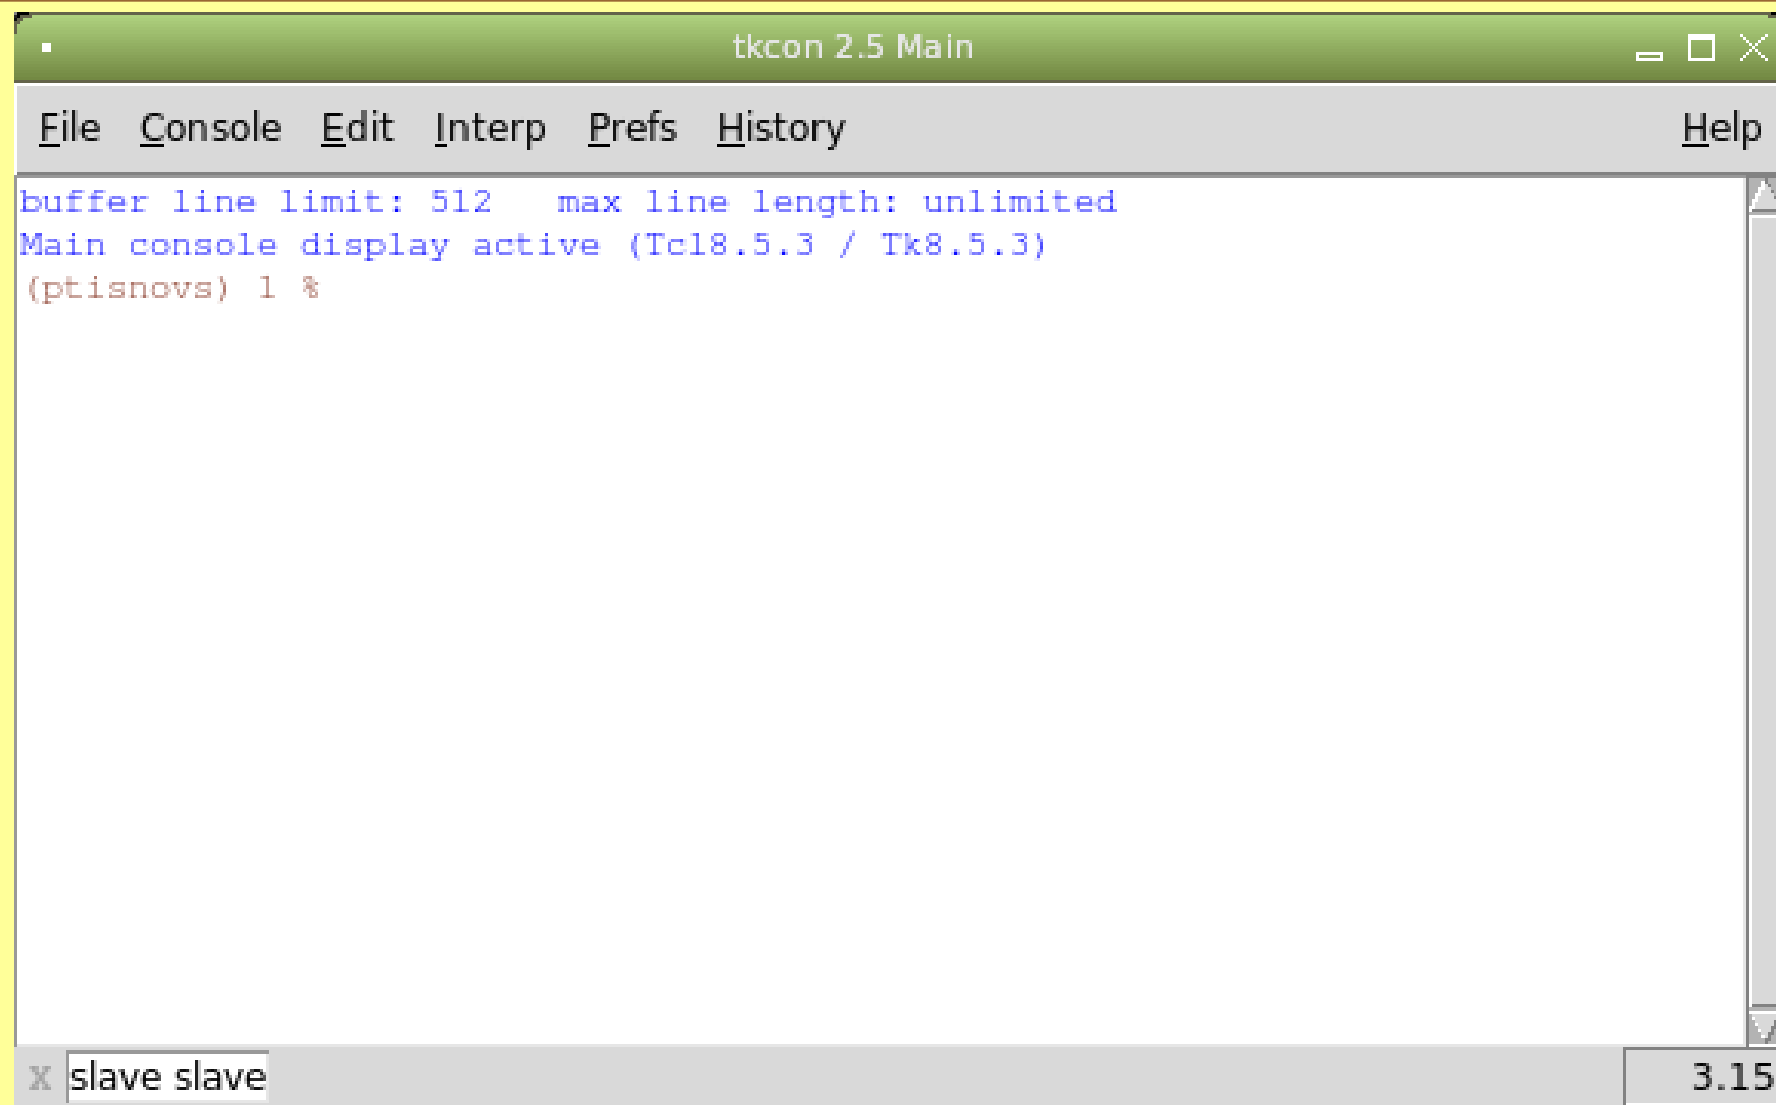 tkcon 2.5 Main
File Console Edit Interp Prefs History Help
buffer line limit: 512   max line length: unlimited
Main console display active (Tcl8.5.3 / Tk8.5.3)
(ptisnovs) 1 %
X slave slave 3.15